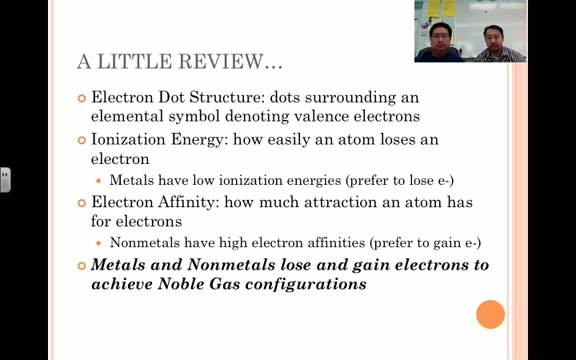 A LITTLE REVIEW…
Electron Dot Structure: dots surrounding an
elemental symbol denoting valence electrons
Ionization Energy: how easily an atom loses an
electron
Metals have low ionization energies (prefer to lose e-)
Electron Affinity: how much attraction an atom has
for electrons
Nonmetals have high electron affinities (prefer to gain e-)
Metals and Nonmetals lose and gain electrons to
achieve Noble Gas configurations